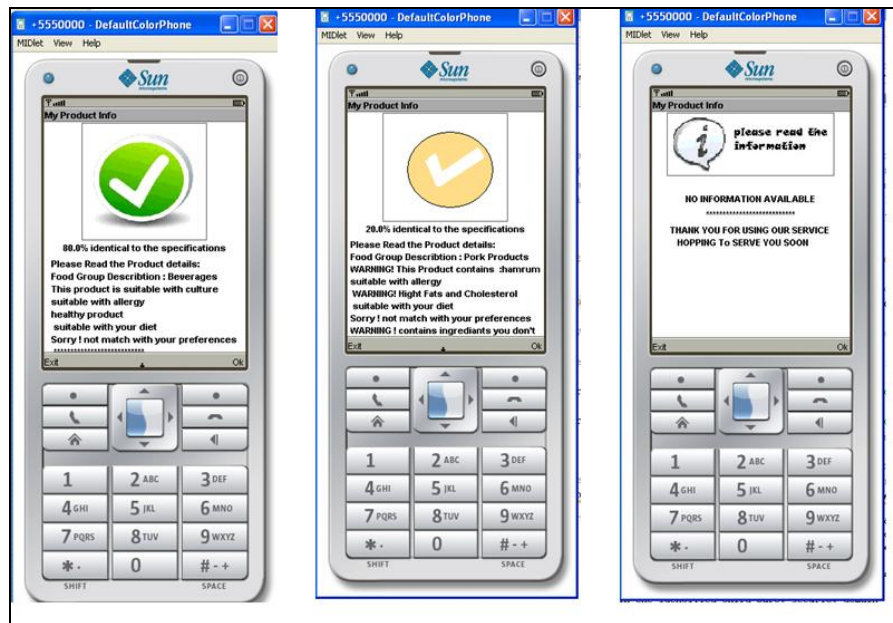 +5550000 - DefaultColorPhone
MIDlet View Help
Sun
microsystems
My Product Info
80.0% identical to the specifications
Please Read the Product details:
Food Group Describtion : Beverages
This product is suitable with culture
suitable with allergy
healthy product
suitable with your diet
Sorry ! not match with your preferences
***************************
Exit Ok
1 2 ABC 3 DEF
4 GHI 5 JKL 6 MNO
7 PQRS 8 TUV 9 WXYZ
* . 0 # - +
SHIFT SPACE
+5550000 - DefaultColorPhone
MIDlet View Help
Sun
microsystems
My Product Info
20.0% identical to the specifications
Please Read the Product details:
Food Group Describtion : Pork Products
WARNING! This Product contains :hamrum
suitable with allergy
WARNING! Hight Fats and Cholesterol
suitable with your diet
Sorry ! not match with your preferences
WARNING ! contains ingrediants you don't
Exit Ok
1 2 ABC 3 DEF
4 GHI 5 JKL 6 MNO
7 PQRS 8 TUV 9 WXYZ
* . 0 # - +
SHIFT SPACE
+5550000 - DefaultColorPhone
MIDlet View Help
Sun
microsystems
My Product Info
i please read the
information
NO INFORMATION AVAILABLE
***************************
THANK YOU FOR USING OUR SERVICE
HOPPING To SERVE YOU SOON
Exit Ok
1 2 ABC 3 DEF
4 GHI 5 JKL 6 MNO
7 PQRS 8 TUV 9 WXYZ
* . 0 # - +
SHIFT SPACE